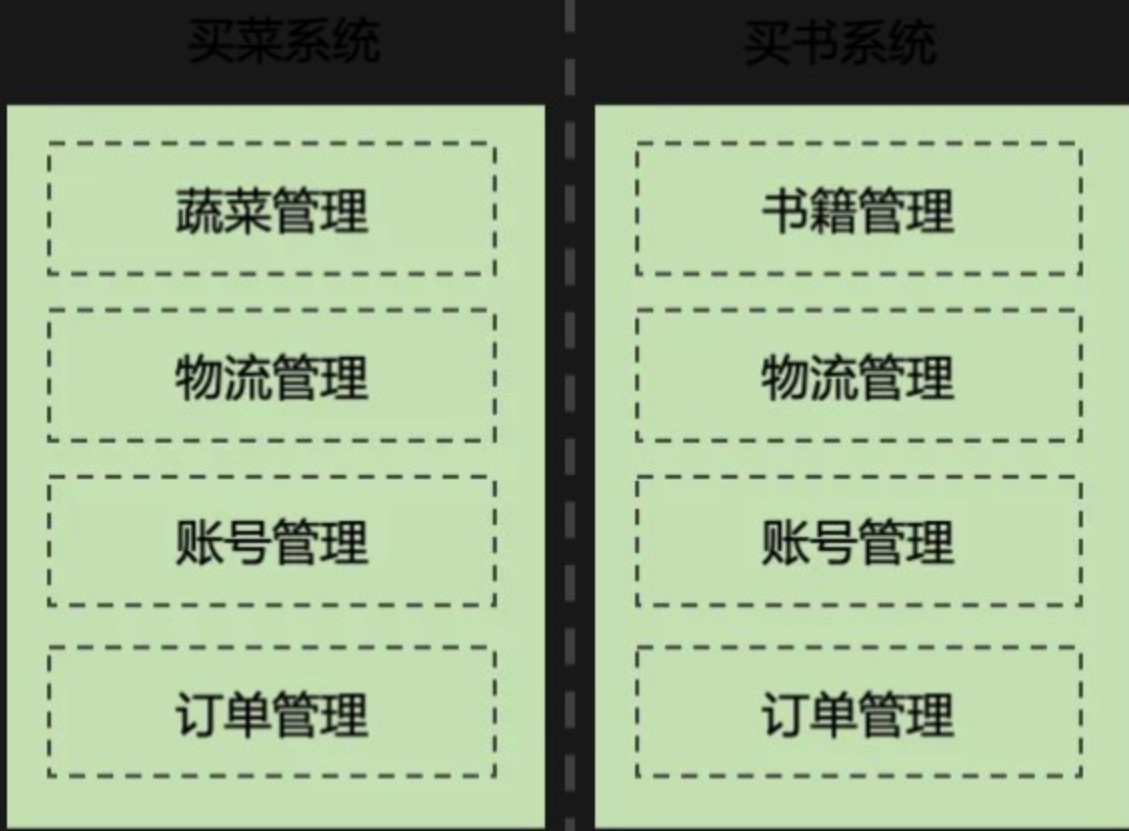 买菜系统
买书系统
蔬菜管理
书籍管理
物流管理
物流管理
账号管理
账号管理
订单管理
订单管理